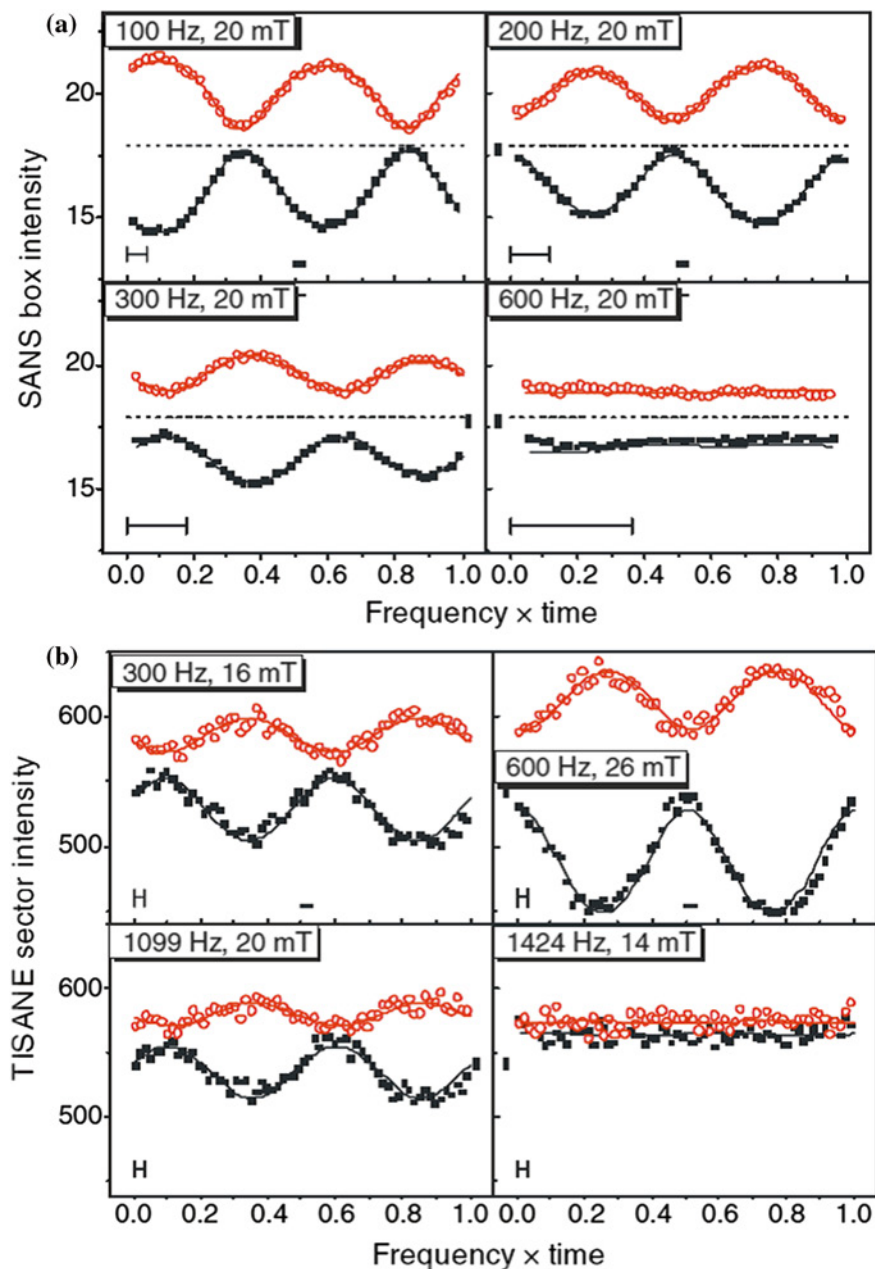 (a)
100 Hz, 20 mT
200 Hz, 20 mT
20
15
300 Hz, 20 mT
600 Hz, 20 mT
20
15
SANS box intensity
0.0 0.2 0.4 0.6 0.8 1.0 0.0 0.2 0.4 0.6 0.8 1.0
Frequency × time
(b)
300 Hz, 16 mT
600 Hz, 26 mT
600
500
H
H
1099 Hz, 20 mT
1424 Hz, 14 mT
600
500
H
H
TISANE sector intensity
0.0 0.2 0.4 0.6 0.8 1.0 0.0 0.2 0.4 0.6 0.8 1.0
Frequency × time